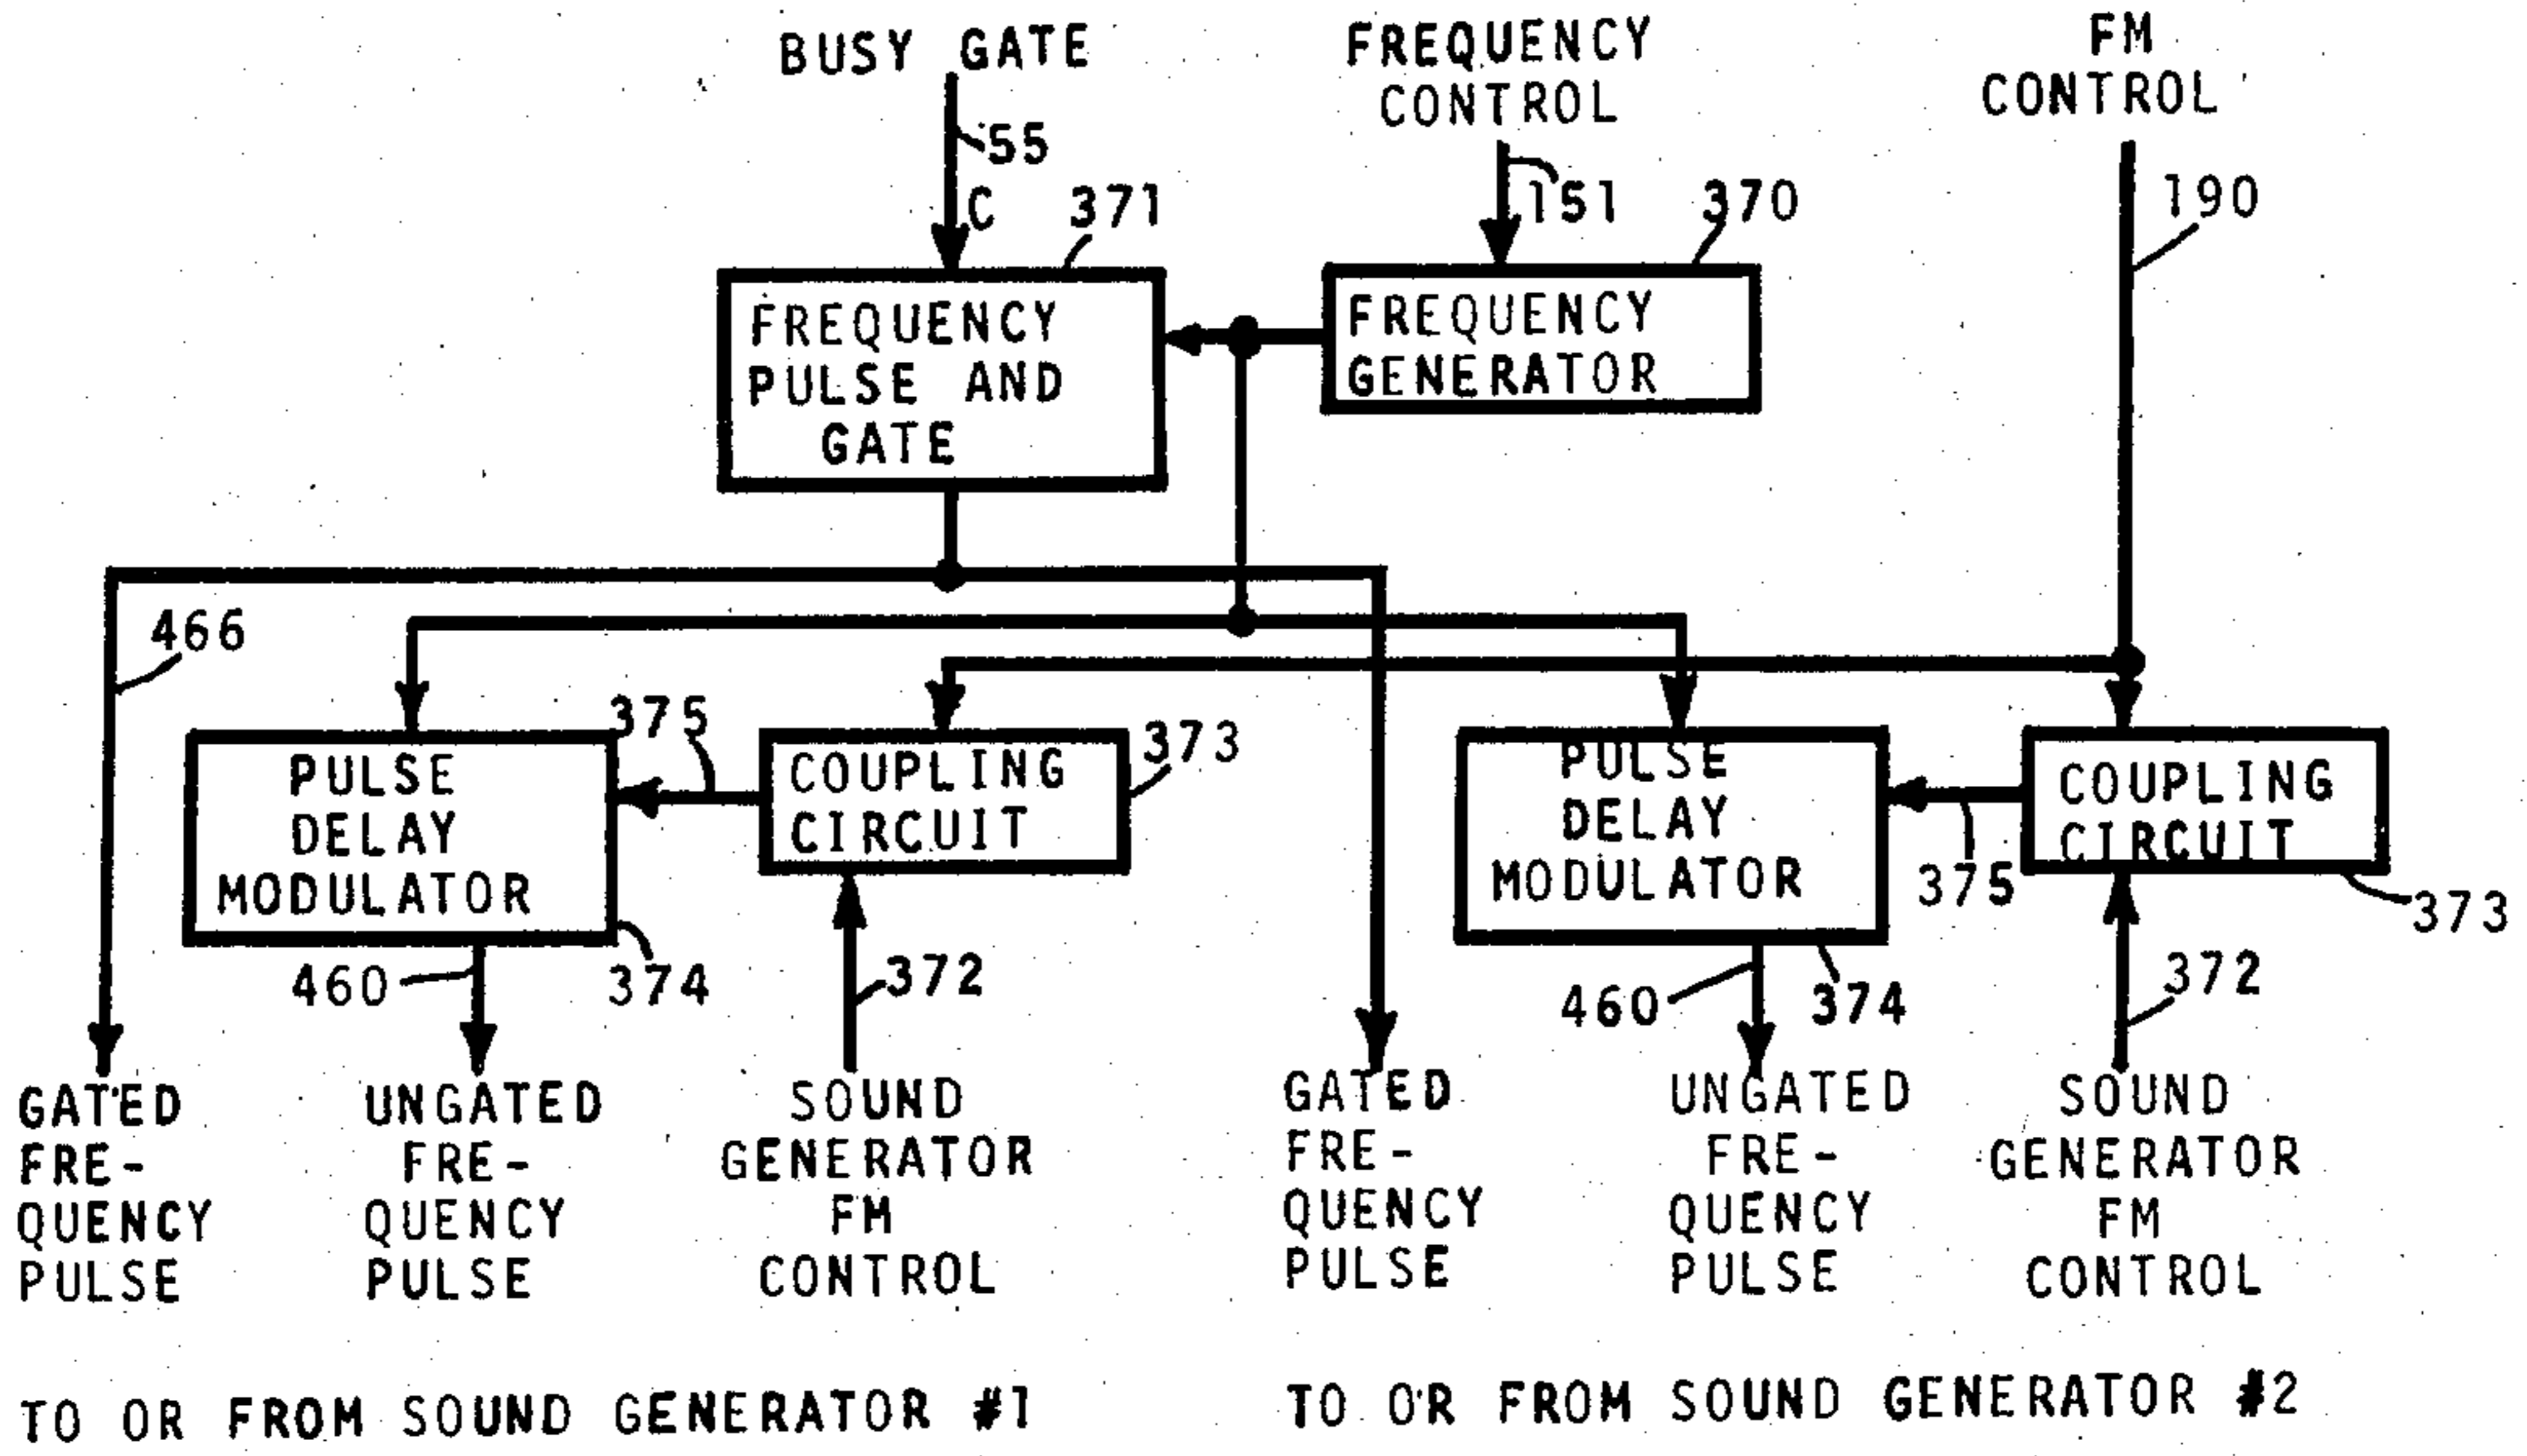 BUSY GATE
FREQUENCY
CONTROL
FM
CONTROL
55
C
371
151
370
190
FREQUENCY
PULSE AND
GATE
FREQUENCY
GENERATOR
466
375
373
PULSE
DELAY
MODULATOR
COUPLING
CIRCUIT
PULSE
DELAY
MODULATOR
COUPLING
CIRCUIT
375
373
460
374
372
460
374
372
GATED
FRE-
QUENCY
PULSE
UNGATED
FRE-
QUENCY
PULSE
SOUND
GENERATOR
FM
CONTROL
GATED
FRE-
QUENCY
PULSE
UNGATED
FRE-
QUENCY
PULSE
SOUND
GENERATOR
FM
CONTROL
TO OR FROM SOUND GENERATOR #1
TO OR FROM SOUND GENERATOR #2